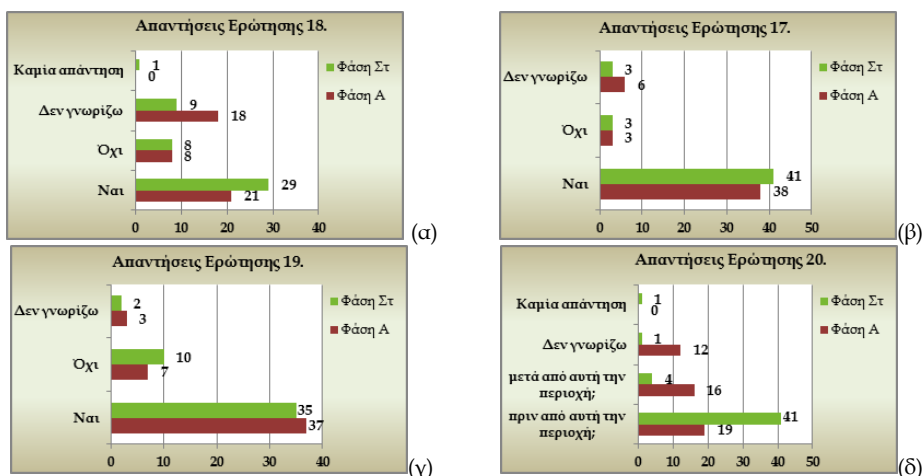 Απαντήσεις Ερώτησης 18.
Καμία απάντηση
1
0
Δεν γνωρίζω
9
18
Όχι
8
8
Ναι
29
21
0 10 20 30 40
Φάση Στ
Φάση Α
(α)
Απαντήσεις Ερώτησης 17.
Δεν γνωρίζω
3
6
Όχι
3
3
Ναι
41
38
0 10 20 30 40 50
Φάση Στ
Φάση Α
(β)
Απαντήσεις Ερώτησης 19.
Δεν γνωρίζω
2
3
Όχι
10
7
Ναι
35
37
0 10 20 30 40
Φάση Στ
Φάση Α
(γ)
Απαντήσεις Ερώτησης 20.
Καμία απάντηση
1
0
Δεν γνωρίζω
1
12
μετά από αυτή την
περιοχή;
4
16
πριν από αυτή την
περιοχή;
41
19
0 10 20 30 40 50
Φάση Στ
Φάση Α
(δ)